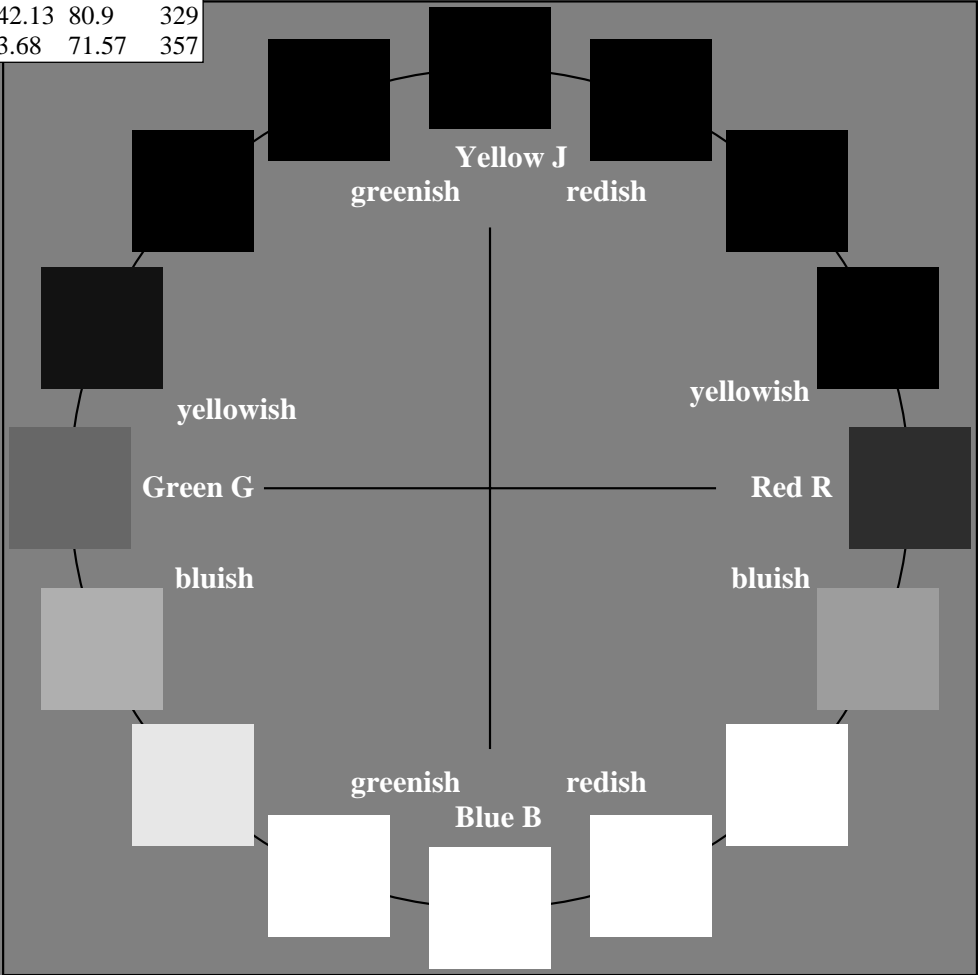 42.13 80.9 329
3.68 71.57 357
Yellow J
greenish redish
yellowish
yellowish
Green G Red R
bluish bluish
greenish redish
Blue B